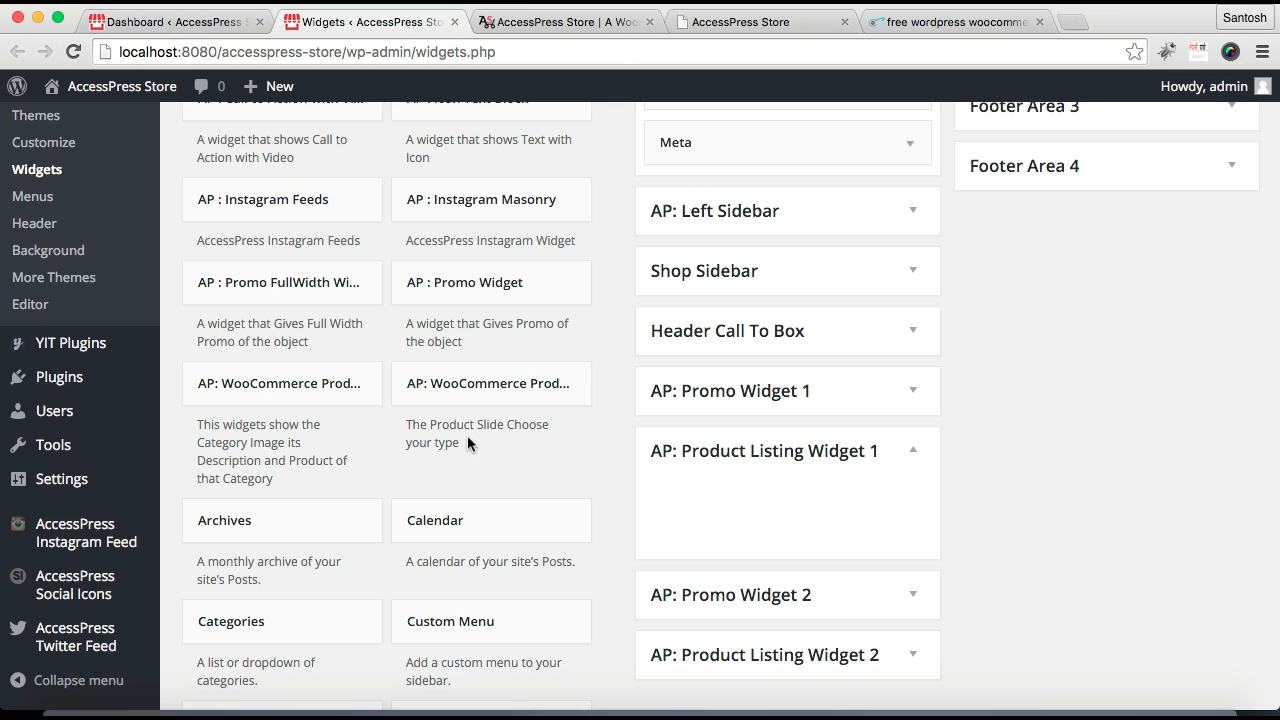 Dashboard ‹ AccessPress S
Widgets ‹ AccessPress Sto
AccessPress Store | A Woo
AccessPress Store
free wordpress woocomme
Santosh
localhost:8080/accesspress-store/wp-admin/widgets.php
AccessPress Store
0
New
Howdy, admin
Themes
Customize
Widgets
Menus
Header
Background
More Themes
Editor
YIT Plugins
Plugins
Users
Tools
Settings
AccessPress
Instagram Feed
AccessPress
Social Icons
AccessPress
Twitter Feed
Collapse menu
A widget that shows Call to
Action with Video
A widget that shows Text with
Icon
AP : Instagram Feeds
AP : Instagram Masonry
AccessPress Instagram Feeds
AccessPress Instagram Widget
AP : Promo FullWidth Wi...
AP : Promo Widget
A widget that Gives Full Width
Promo of the object
A widget that Gives Promo of
the object
AP: WooCommerce Prod...
AP: WooCommerce Prod...
This widgets show the
Category Image its
Description and Product of
that Category
The Product Slide Choose
your type
Archives
Calendar
A monthly archive of your
site's Posts.
A calendar of your site's Posts.
Categories
Custom Menu
A list or dropdown of
categories.
Add a custom menu to your
sidebar.
Meta
AP: Left Sidebar
Shop Sidebar
Header Call To Box
AP: Promo Widget 1
AP: Product Listing Widget 1
AP: Promo Widget 2
AP: Product Listing Widget 2
Footer Area 3
Footer Area 4